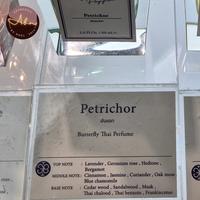 Petrichor
Petrichor
Butterfly Thai Perfume
TOP NOTE : Lavender , Geranium rose , Hedione ,
Bergamot
MIDDLE NOTE : Cinnamon , Jasmine , Coriander , Oak moss
Blue chamomile
BASE NOTE : Cedar wood , Sandalwood , Musk ,
Thai chalood , Thai benzoin , Frankincense